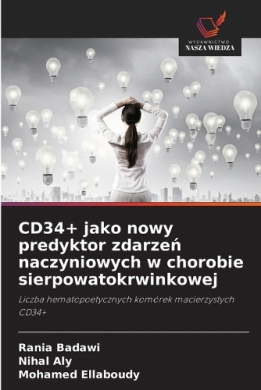 WYDAWNICTWO
NASZA WIEDZA
CD34+ jako nowy
predyktor zdarzeń
naczyniowych w chorobie
sierpowatokrwinkowej
Liczba hematopoetycznych komórek macierzystych
CD34+
Rania Badawi
Nihal Aly
Mohamed Ellaboudy